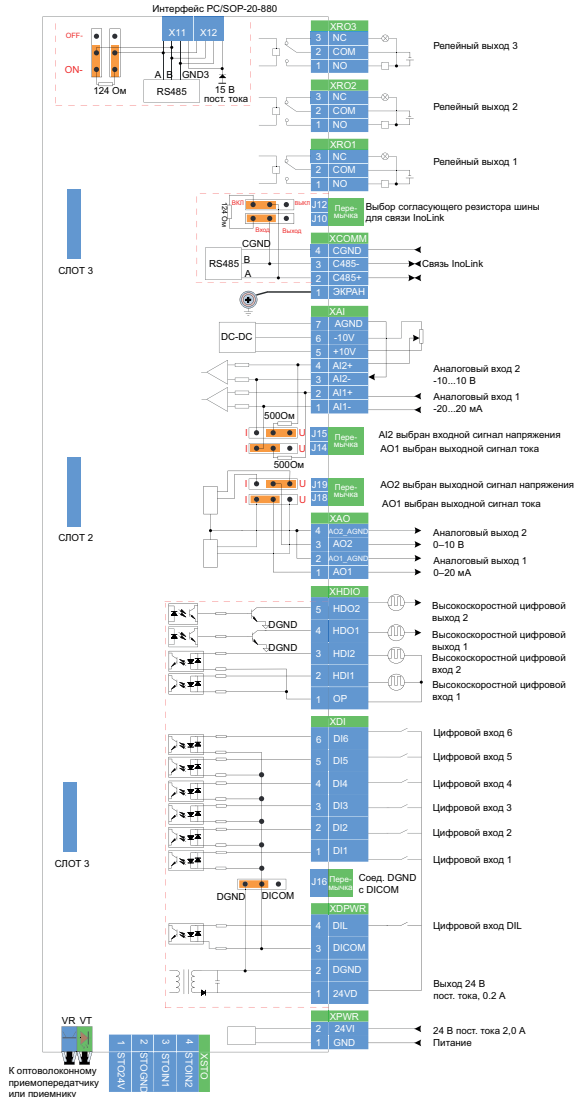 Интерфейс PC/SOP-20-880
OFF-
ON-
X11 X12
A B GND3
124 Ом
RS485
15 В
пост. тока
XRO3
3 NC
2 COM
1 NO
Релейный выход 3
XRO2
3 NC
2 COM
1 NO
Релейный выход 2
XRO1
3 NC
2 COM
1 NO
Релейный выход 1
СЛОТ 3
124 Ом
ВКЛ
ВЫКЛ
Вход
Выход
J12
J10
Пере-
мычка
Выбор согласующего резистора шины
для связи InoLink
XCOMM
CGND
RS485
B
A
4 CGND
3 C485-
2 C485+
1 ЭКРАН
Связь InoLink
XAI
DC-DC
7 AGND
6 -10V
5 +10V
4 AI2+
3 AI2-
2 AI1+
1 AI1-
Аналоговый вход 2
-10...10 В
Аналоговый вход 1
-20...20 мА
500Ом
I U
I U
500Ом
J15
J14
Пере-
мычка
AI2 выбран входной сигнал напряжения
AO1 выбран выходной сигнал тока
I U
I U
J19
J18
Пере-
мычка
AO2 выбран выходной сигнал напряжения
AO1 выбран выходной сигнал тока
СЛОТ 2
XAO
4 AO2_AGND
3 AO2
2 AO1_AGND
1 AO1
Аналоговый выход 2
0–10 В
Аналоговый выход 1
0–20 мА
XHDIO
5 HDO2
4 HDO1
3 HDI2
2 HDI1
1 OP
DGND
DGND
Высокоскоростной цифровой
выход 2
Высокоскоростной цифровой
выход 1
Высокоскоростной цифровой
вход 2
Высокоскоростной цифровой
вход 1
XDI
6 DI6
5 DI5
4 DI4
3 DI3
2 DI2
1 DI1
Цифровой вход 6
Цифровой вход 5
Цифровой вход 4
Цифровой вход 3
Цифровой вход 2
Цифровой вход 1
СЛОТ 3
DGND DICOM
J16
Пере-
мычка
Соед. DGND
с DICOM
XDPWR
4 DIL
3 DICOM
2 DGND
1 24VD
Цифровой вход DIL
Выход 24 В
пост. тока, 0.2 А
XPWR
2 24VI
1 GND
24 В пост. тока 2,0 А
Питание
VR VT
К оптоволоконному
приемопередатчику
или приемнику
1 STO24V
2 STOGND
3 STOIN1
4 STOIN2
XSTO